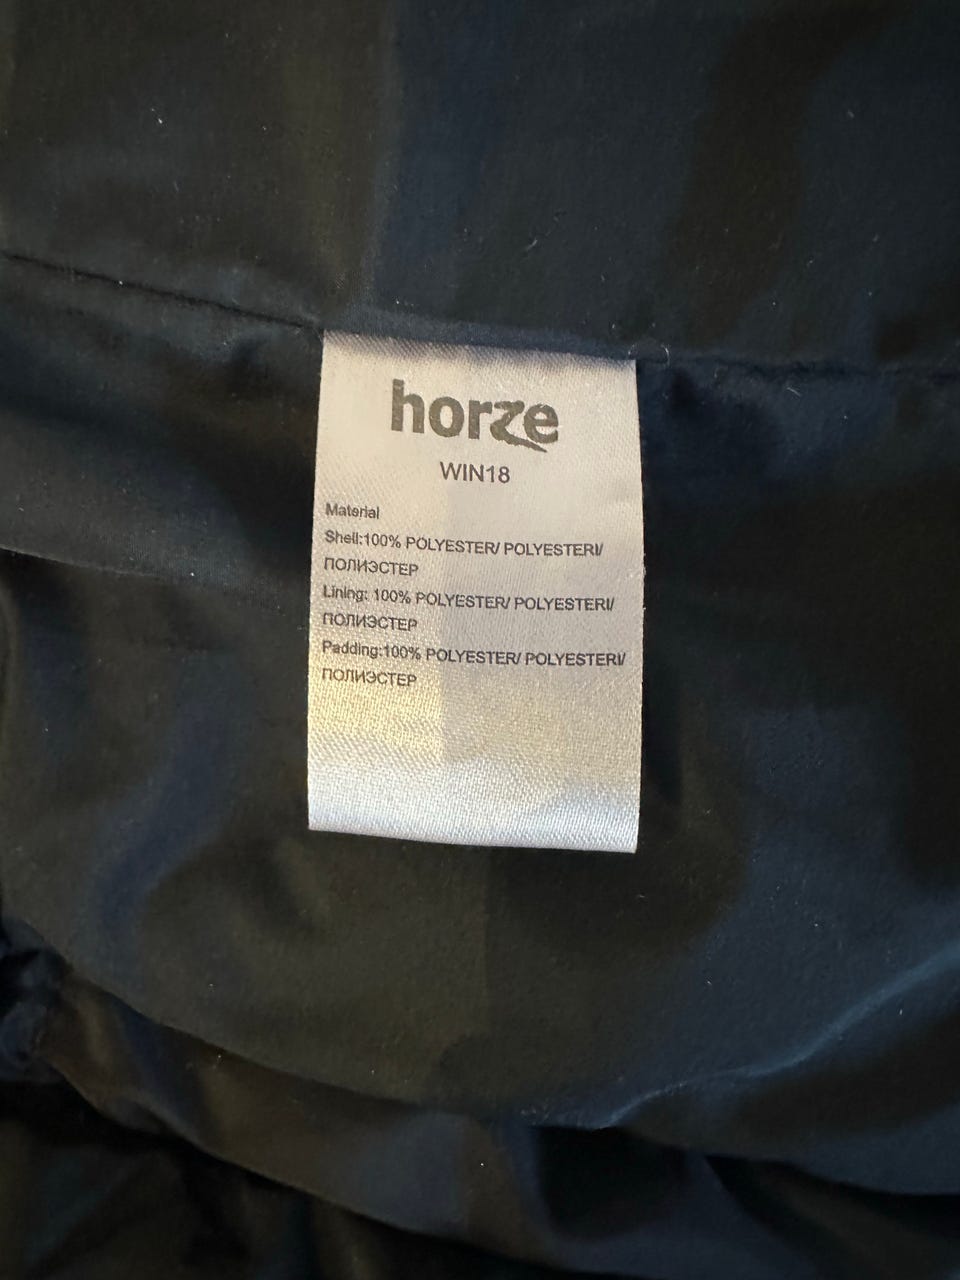 horze
WIN18
Material
Shell:100% POLYESTER/ POLYESTERI/
ПОЛИЭСТЕР
Lining: 100% POLYESTER/ POLYESTERI/
ПОЛИЭСТЕР
Padding:100% POLYESTER/ POLYESTERI/
ПОЛИЭСТЕР